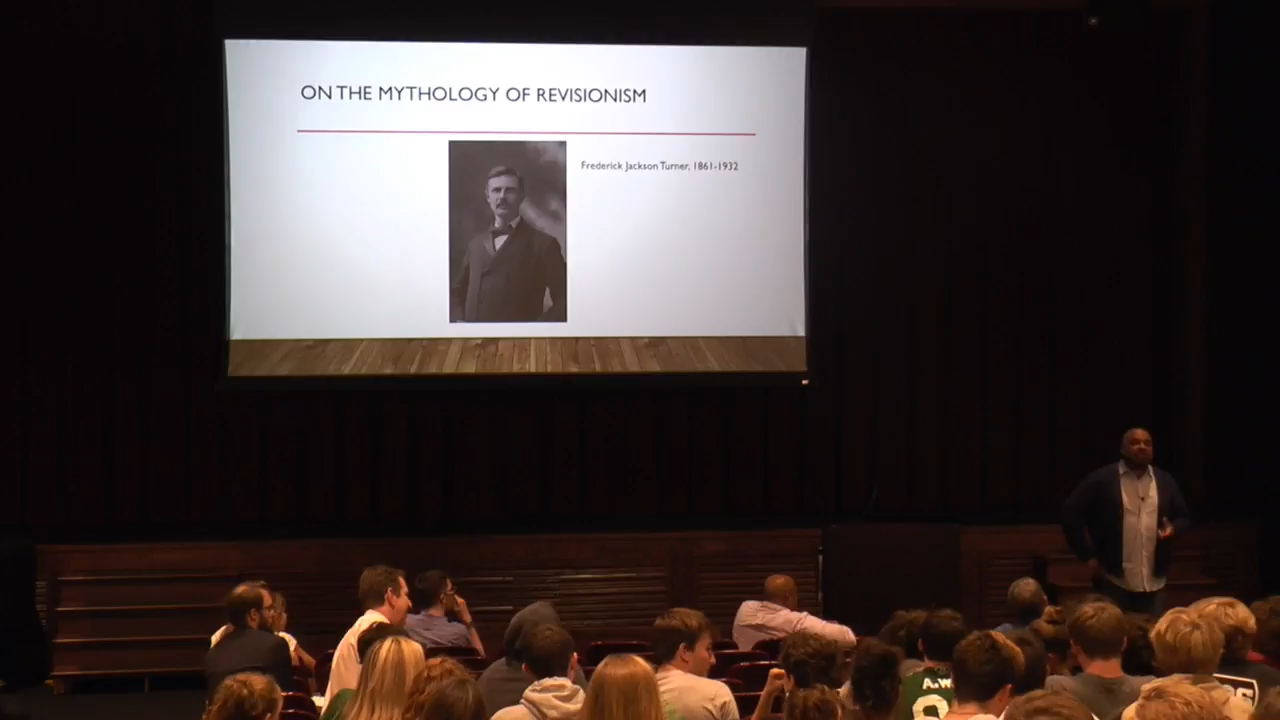 ON THE MYTHOLOGY OF REVISIONISM
Frederick Jackson Turner, 1861-1932
A.W